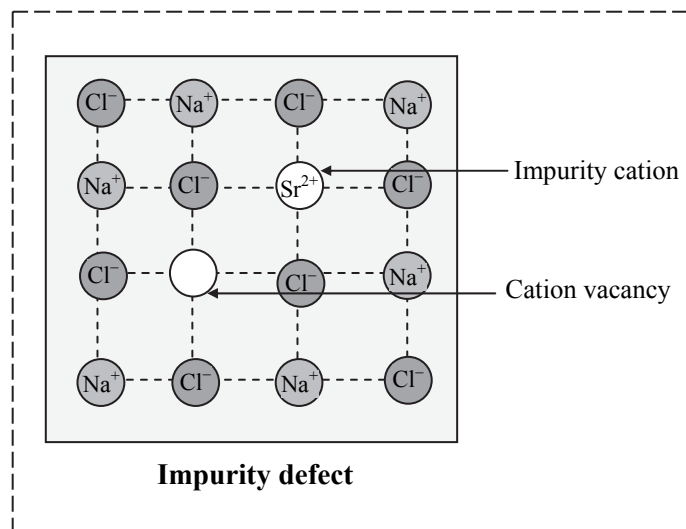 Cl⁻ Na⁺ Cl⁻ Na⁺
Na⁺ Cl⁻ Sr²⁺ Cl⁻
Impurity cation
Cl⁻ Cl⁻ Na⁺
Cation vacancy
Na⁺ Cl⁻ Na⁺ Cl⁻
Impurity defect